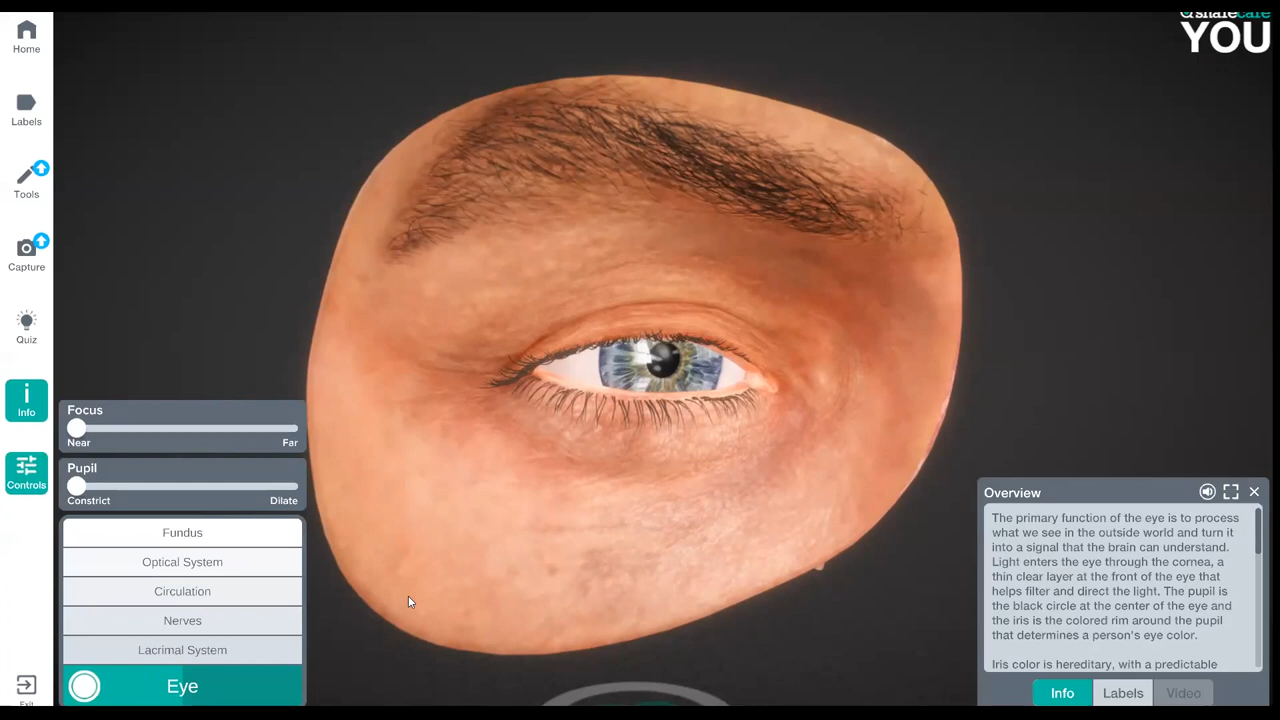 Home
Labels
Tools
Capture
Quiz
Info
Controls
Exit
sharecare
YOU
Focus
Near
Far
Pupil
Constrict
Dilate
Fundus
Optical System
Circulation
Nerves
Lacrimal System
Eye
Overview
The primary function of the eye is to process
what we see in the outside world and turn it
into a signal that the brain can understand.
Light enters the eye through the cornea, a
thin clear layer at the front of the eye that
helps filter and direct the light. The pupil is
the black circle at the center of the eye and
the iris is the colored rim around the pupil
that determines a person's eye color.
Iris color is hereditary, with a predictable
Info
Labels
Video